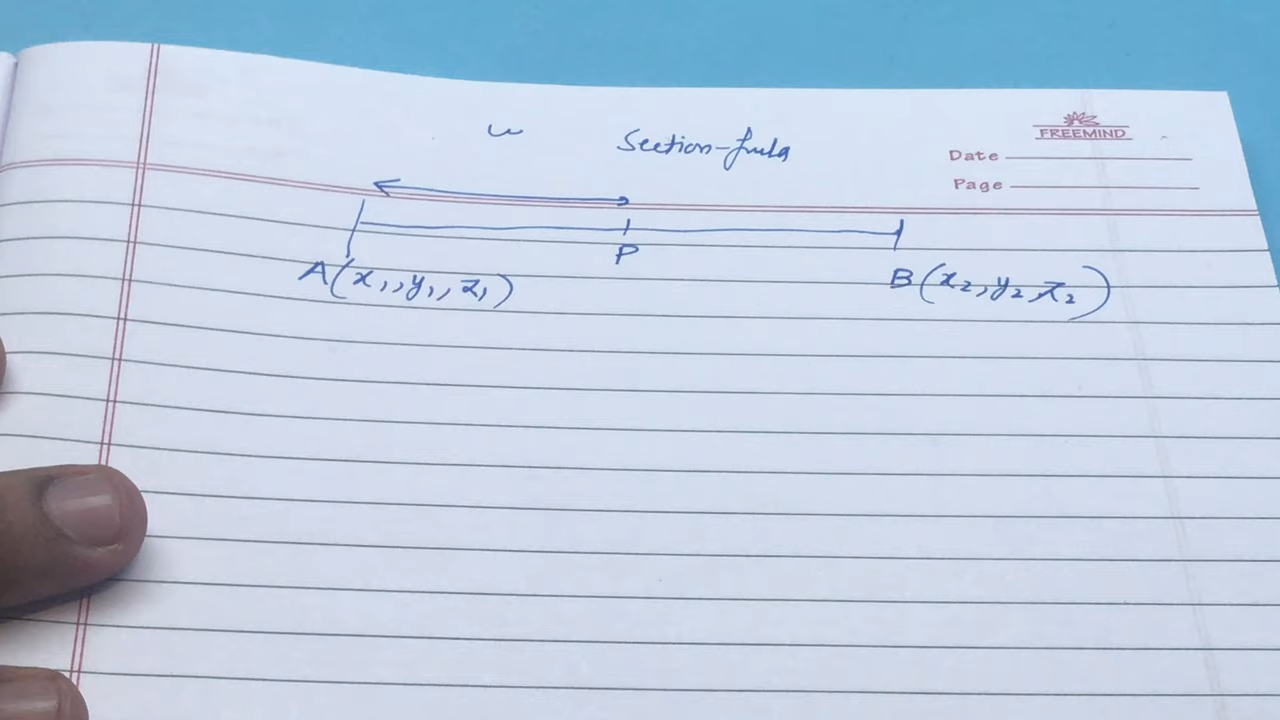 Section-fula
FREEMIND
Date
Page
P
A(x₁,y₁,z₁)
B(x₂,y₂,z₂)